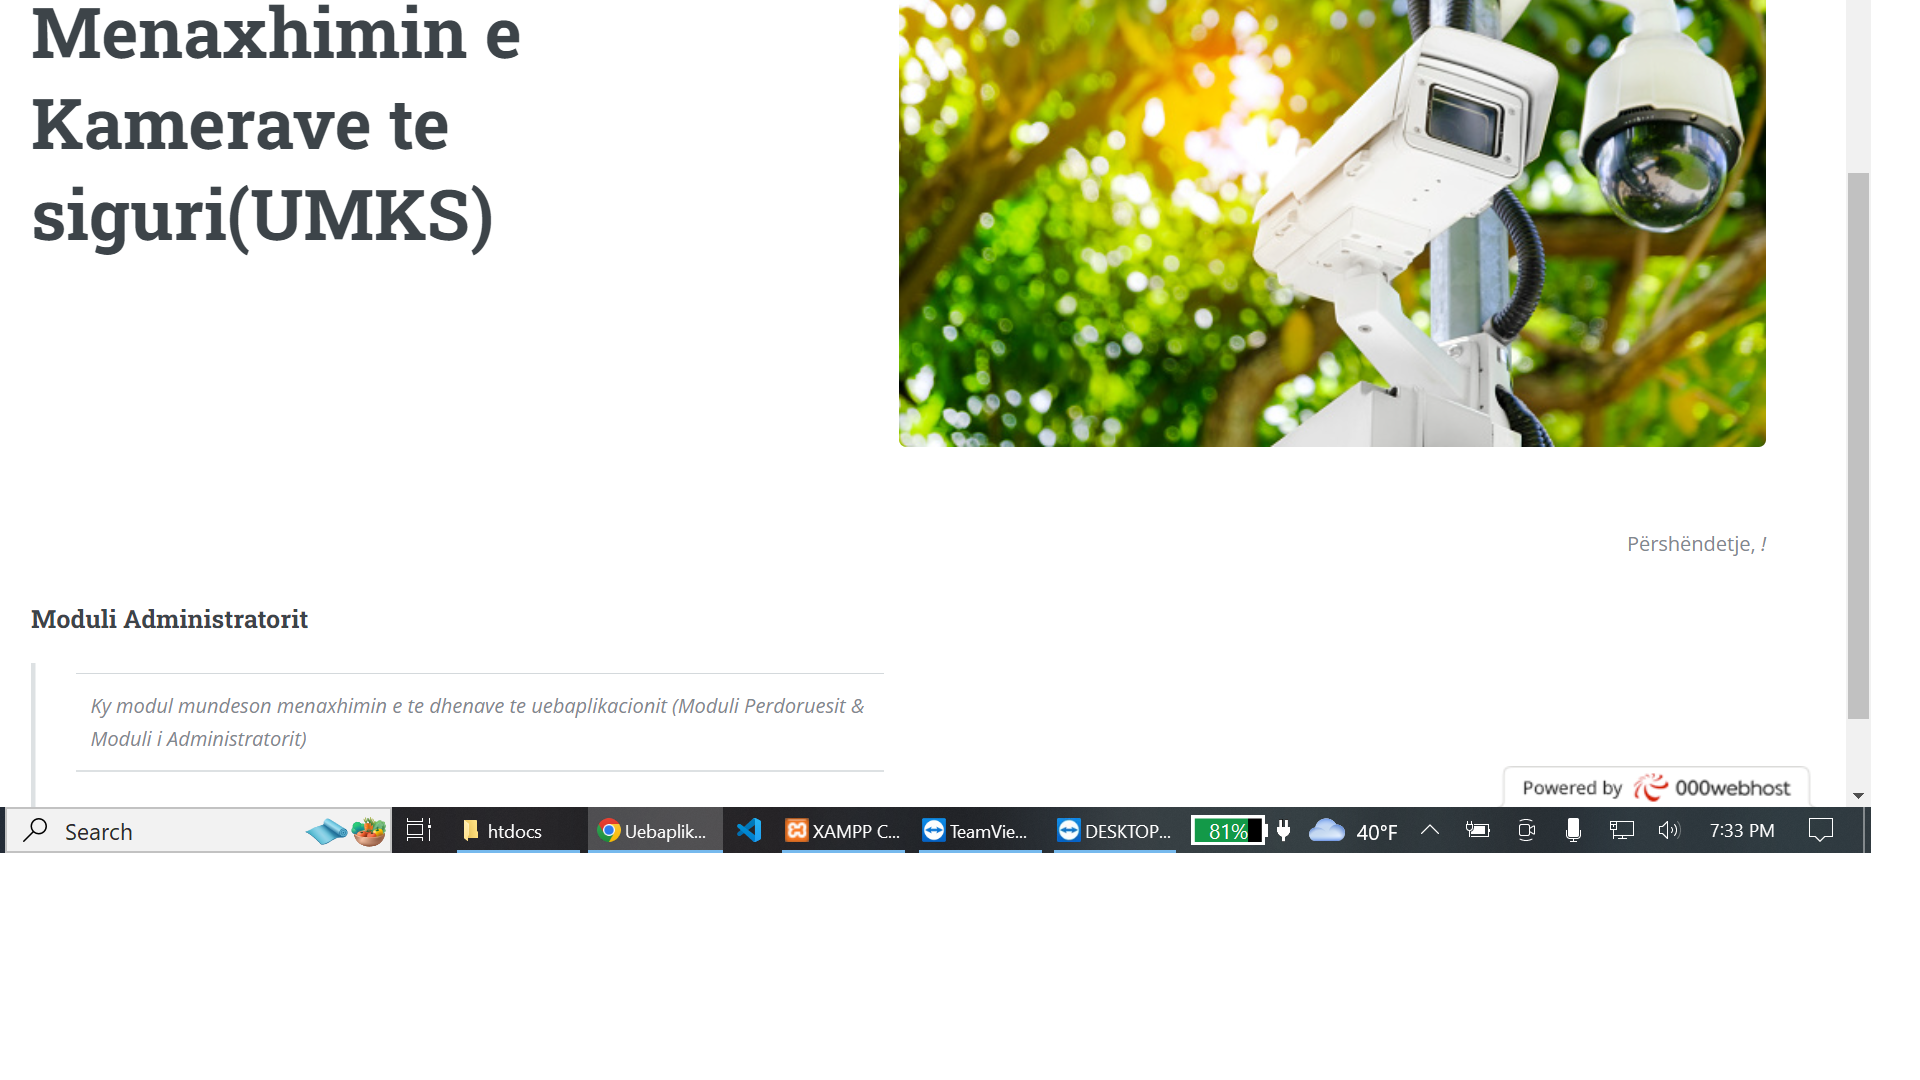 Menaxhimin e
Kamerave te
siguri(UMKS)
Përshëndetje, !
Moduli Administratorit
Ky modul mundeson menaxhimin e te dhenave te uebaplikacionit (Moduli Perdoruesit &
Moduli i Administratorit)
Powered by 000webhost
Search htdocs Uebaplik... XAMPP C... TeamVie... DESKTOP... 81% 40°F 7:33 PM